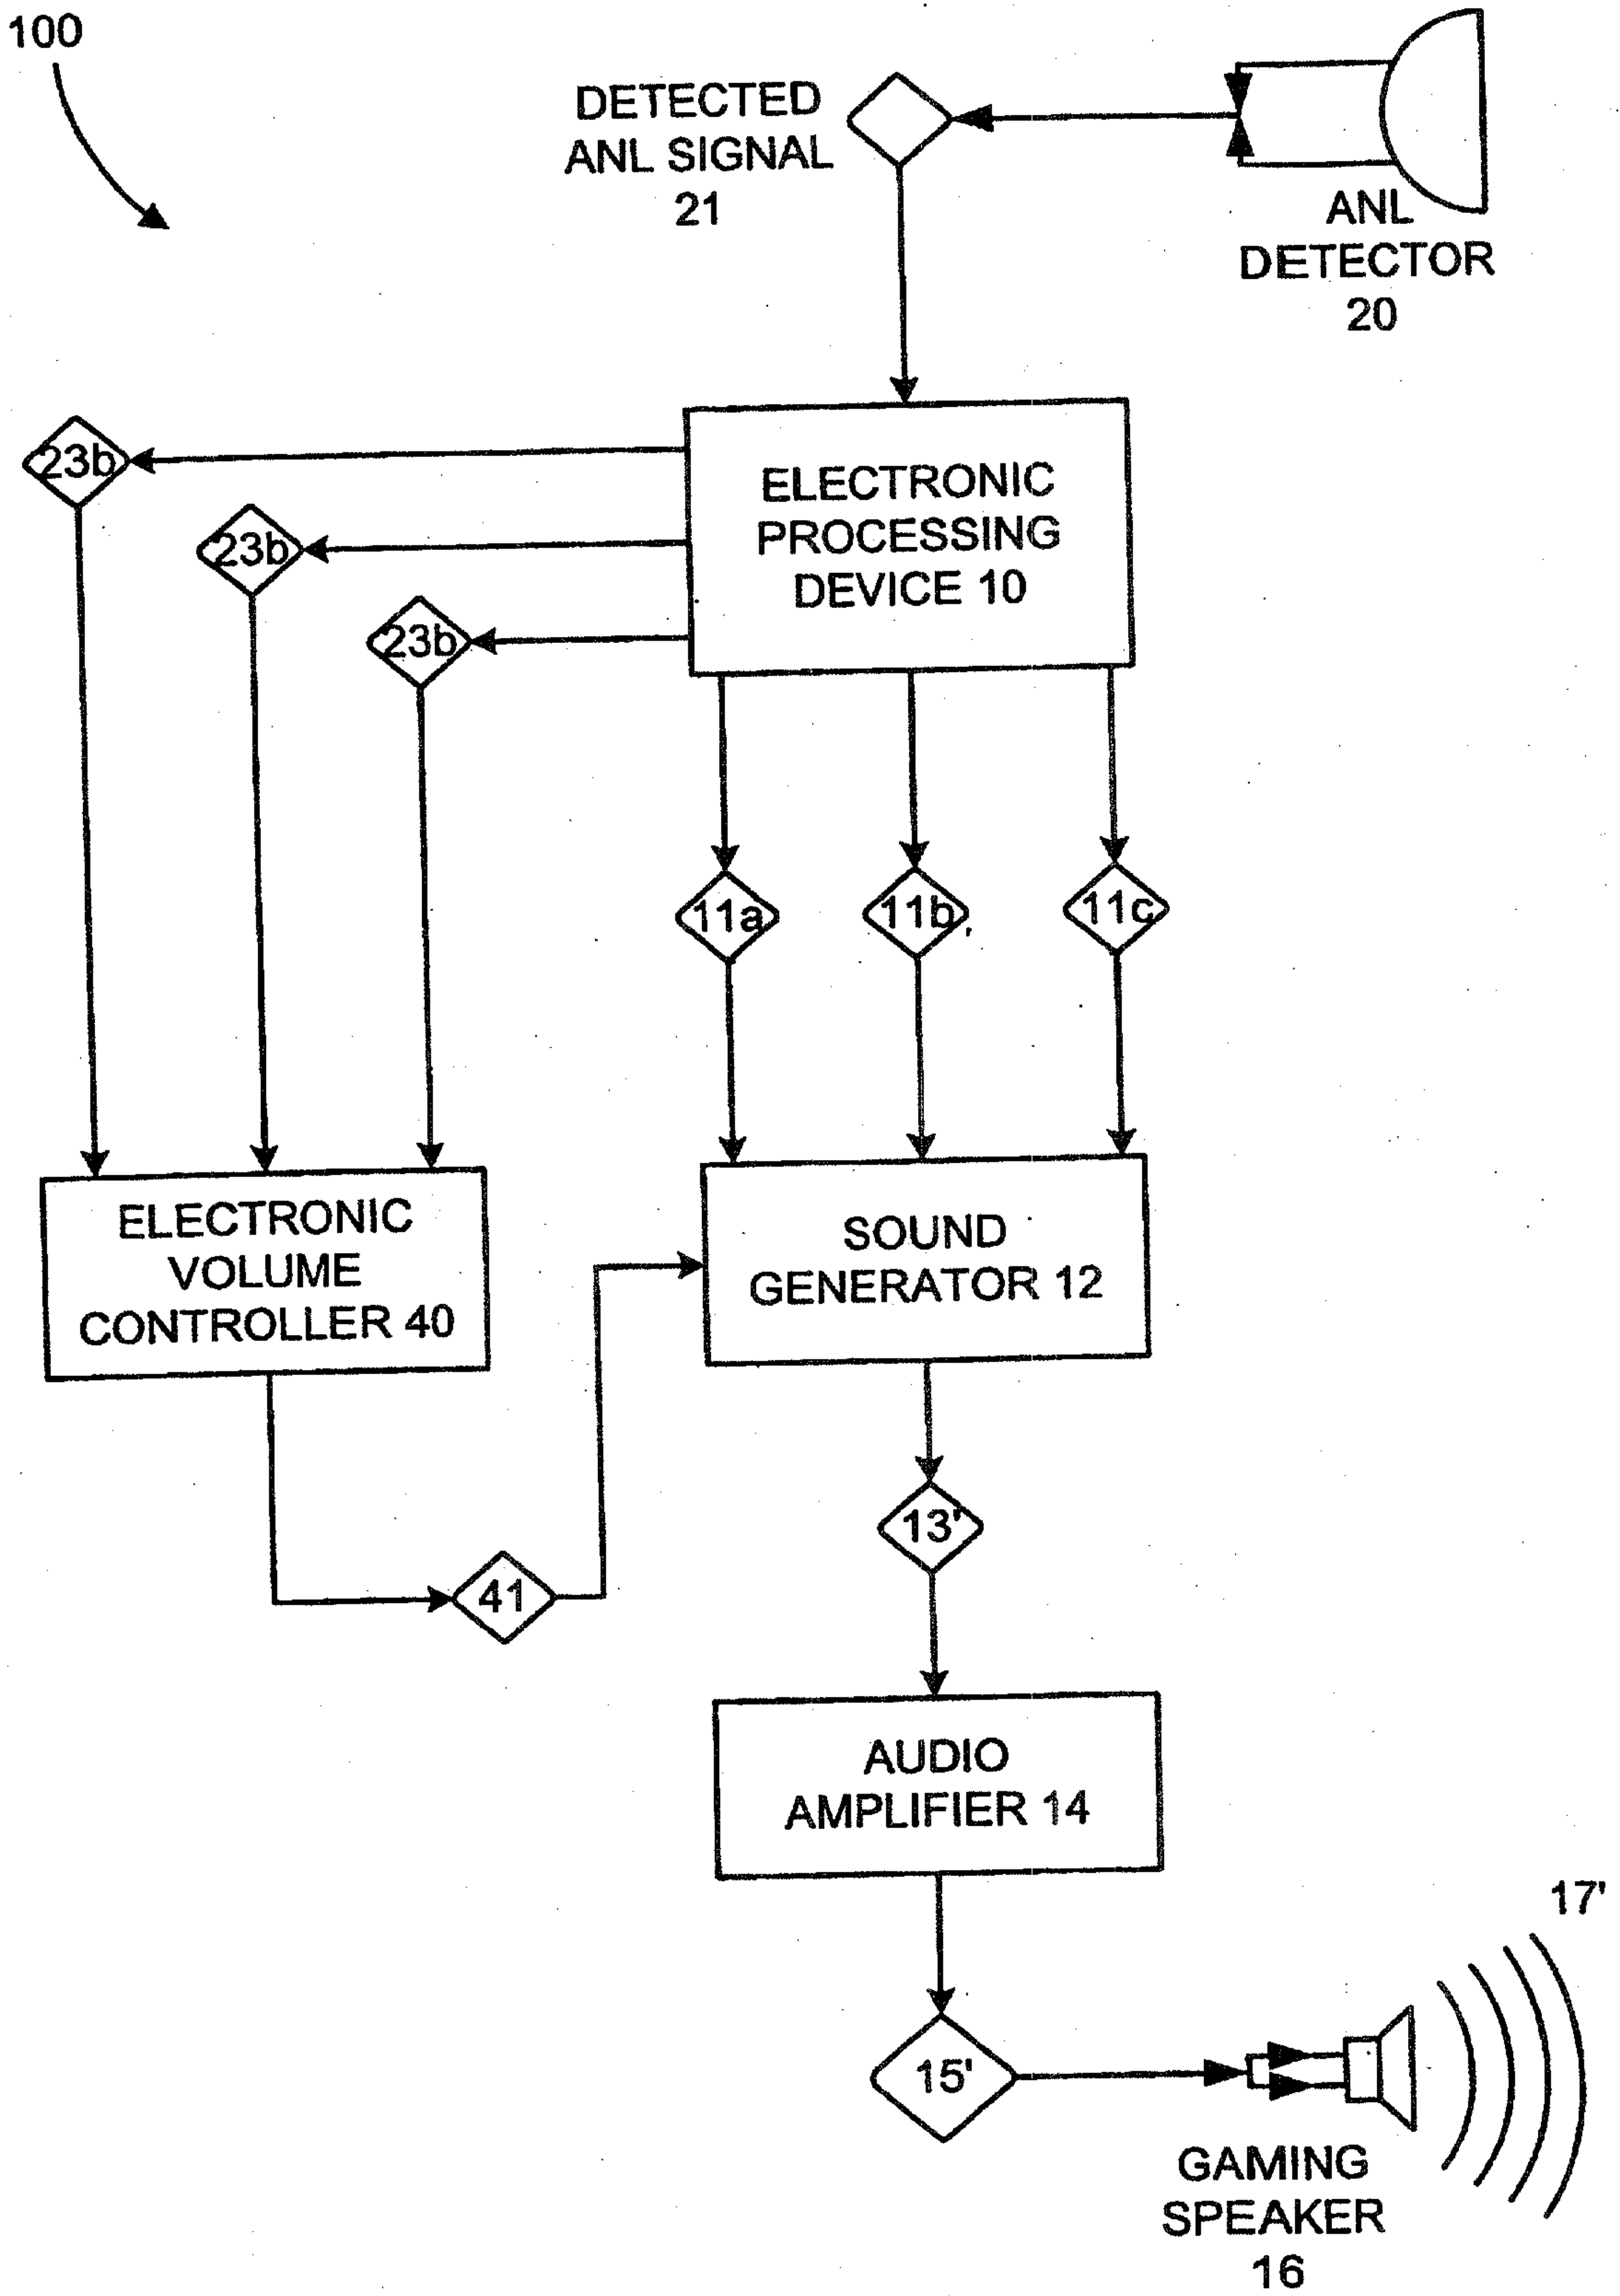 100
DETECTED
ANL SIGNAL
21
ANL
DETECTOR
20
23b
23b
23b
ELECTRONIC
PROCESSING
DEVICE 10
11a
11b
11c
ELECTRONIC
VOLUME
CONTROLLER 40
SOUND
GENERATOR 12
13'
41
AUDIO
AMPLIFIER 14
17'
15'
GAMING
SPEAKER
16